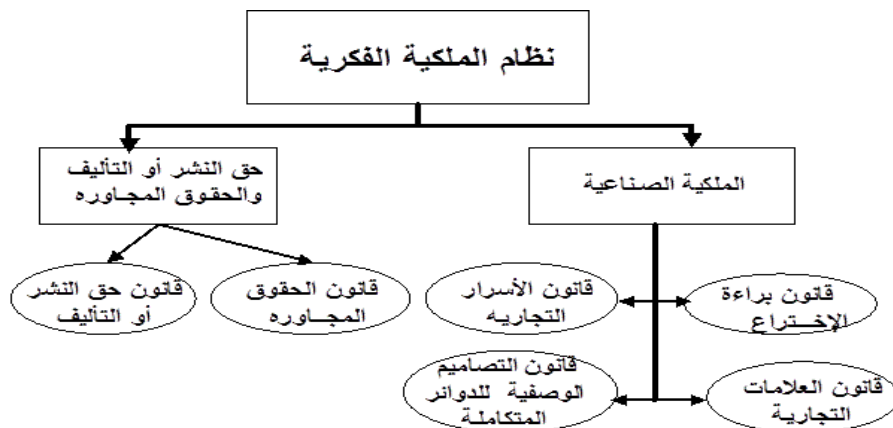 نظام الملكية الفكرية
الملكية الصناعية
حق النشر أو التأليف
والحقوق المجاوره
قانون براءة
الإختراع
قانون الأسرار
التجاريه
قانون الحقوق
المجاوره
قانون حق النشر
أو التأليف
قانون العلامات
التجارية
قانون التصاميم
الوصفية للدوائر
المتكاملة